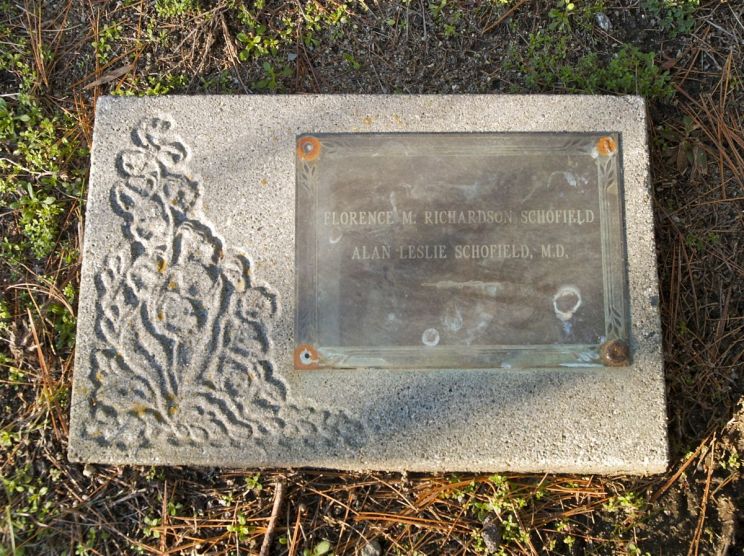 FLORENCE M. RICHARDSON SCHOFIELD
ALAN LESLIE SCHOFIELD, M.D.